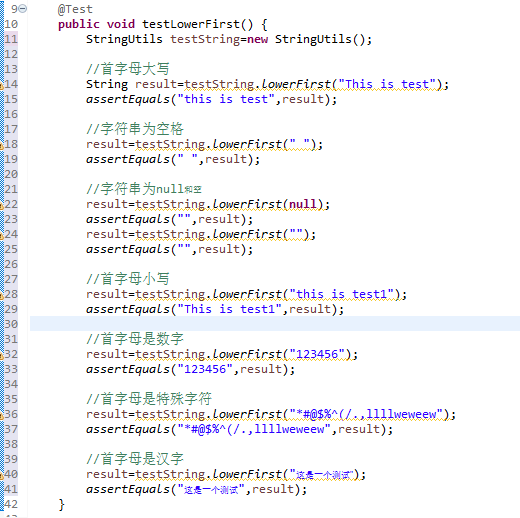 9 @Test
10 public void testLowerFirst() {
11 StringUtils testString=new StringUtils();
12
13 //首字母大写
14 String result=testString.lowerFirst("This is test");
15 assertEquals("this is test",result);
16
17 //字符串为空格
18 result=testString.lowerFirst(" ");
19 assertEquals(" ",result);
20
21 //字符串为null和空
22 result=testString.lowerFirst(null);
23 assertEquals("",result);
24 result=testString.lowerFirst("");
25 assertEquals("",result);
26
27 //首字母小写
28 result=testString.lowerFirst("this is test1");
29 assertEquals("This is test1",result);
30
31 //首字母是数字
32 result=testString.lowerFirst("123456");
33 assertEquals("123456",result);
34
35 //首字母是特殊字符
36 result=testString.lowerFirst("*#@$%^(/.,llllweweew");
37 assertEquals("*#@$%^(/.,llllweweew",result);
38
39 //首字母是汉字
40 result=testString.lowerFirst("这是一个测试");
41 assertEquals("这是一个测试",result);
42 }